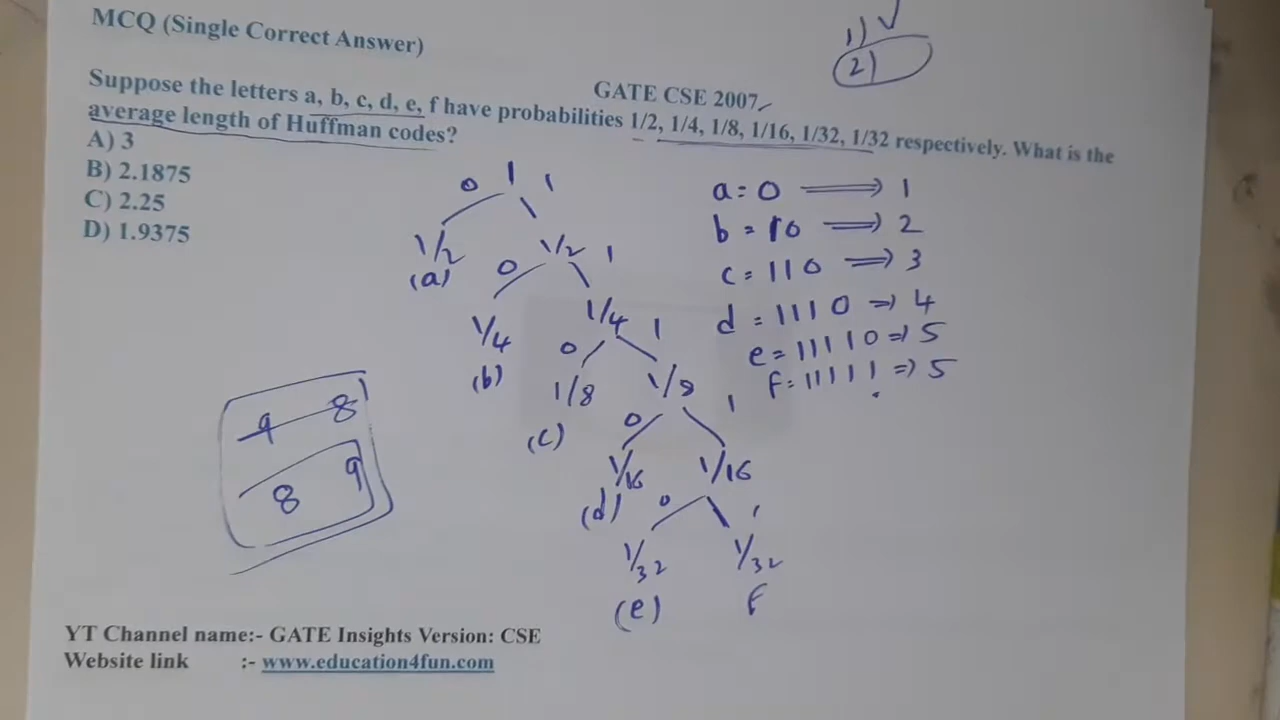 MCQ (Single Correct Answer)
1) ✓
2)
GATE CSE 2007
Suppose the letters a, b, c, d, e, f have probabilities 1/2, 1/4, 1/8, 1/16, 1/32, 1/32 respectively. What is the
average length of Huffman codes?
A) 3
B) 2.1875
C) 2.25
D) 1.9375
0 1 1
1/2 1/2 1
(a) 0
1/4 1/4 1
(b) 0
1/8 1/8 1
(c) 0
1/16 1/16
(d) 0 1
1/32 1/32
(e) f
a = 0 ⇒ 1
b = 10 ⇒ 2
c = 110 ⇒ 3
d = 1110 ⇒ 4
e = 11110 ⇒ 5
f = 11111 ⇒ 5
9 8
8 9
YT Channel name:- GATE Insights Version: CSE
Website link :- www.education4fun.com